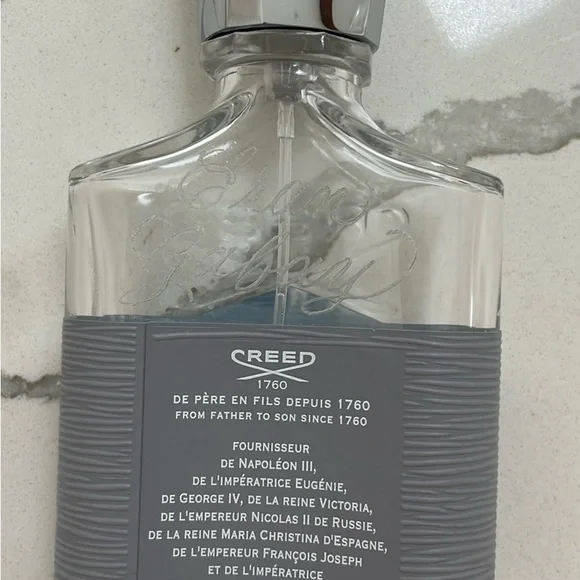 CREED
1760
DE PÈRE EN FILS DEPUIS 1760
FROM FATHER TO SON SINCE 1760
FOURNISSEUR
DE NAPOLÉON III,
DE L'IMPÉRATRICE EUGÉNIE,
DE GEORGE IV, DE LA REINE VICTORIA,
DE L'EMPEREUR NICOLAS II DE RUSSIE,
DE LA REINE MARIA CHRISTINA D'ESPAGNE,
DE L'EMPEREUR FRANÇOIS JOSEPH
ET DE L'IMPÉRATRICE